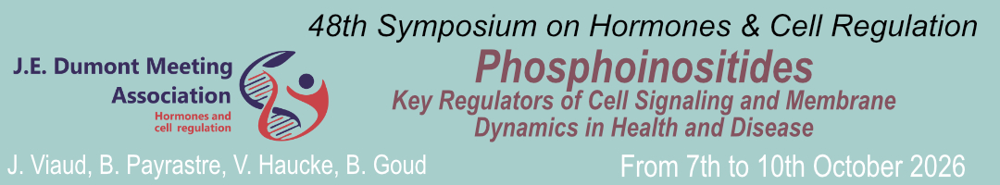 48th Symposium on Hormones & Cell Regulation
J.E. Dumont Meeting
Association
Hormones and
cell regulation
Phosphoinositides
Key Regulators of Cell Signaling and Membrane
Dynamics in Health and Disease
J. Viaud, B. Payrastre, V. Haucke, B. Goud
From 7th to 10th October 2026